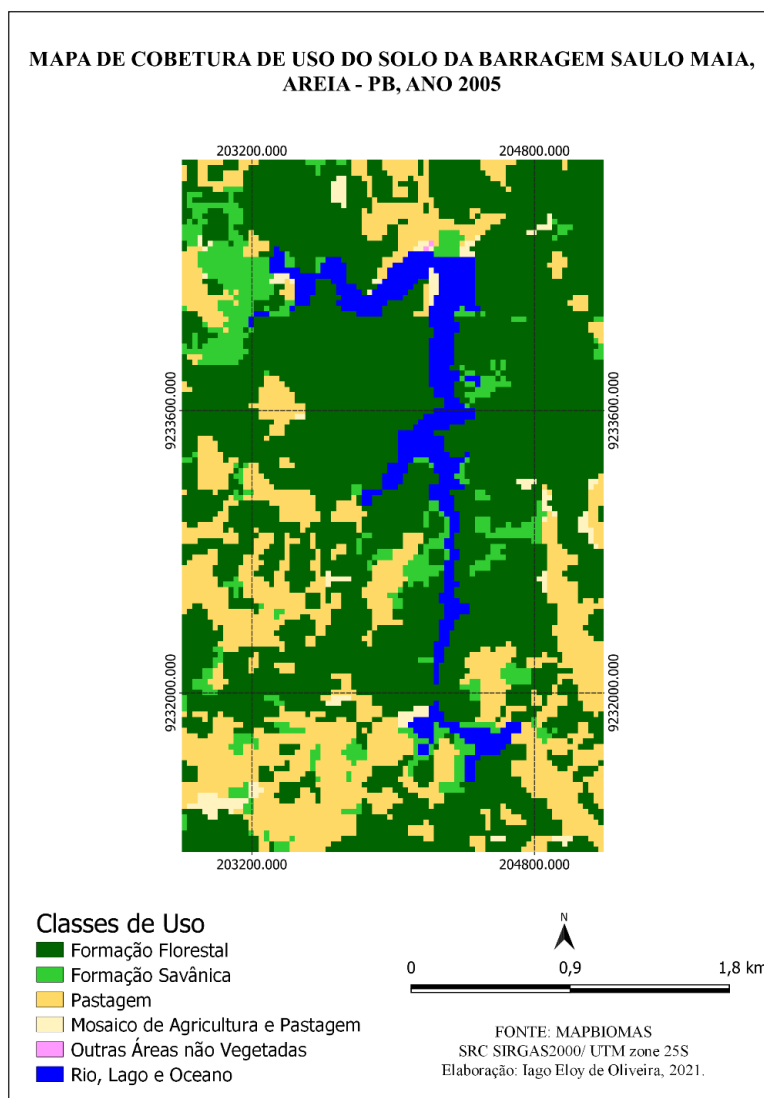 MAPA DE COBETURA DE USO DO SOLO DA BARRAGEM SAULO MAIA,
AREIA - PB, ANO 2005
203200.000
204800.000
9233600.000
9233600.000
9232000.000
9232000.000
203200.000
204800.000
Classes de Uso
Formação Florestal
Formação Savânica
Pastagem
Mosaico de Agricultura e Pastagem
Outras Áreas não Vegetadas
Rio, Lago e Oceano
N
0
0,9
1,8 km
FONTE: MAPBIOMAS
SRC SIRGAS2000/ UTM zone 25S
Elaboração: Iago Eloy de Oliveira, 2021.